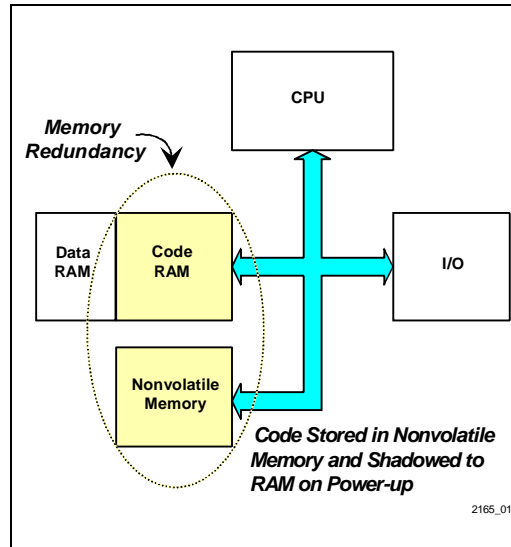 CPU
Memory
Redundancy
Data
RAM
Code
RAM
I/O
Nonvolatile
Memory
Code Stored in Nonvolatile
Memory and Shadowed to
RAM on Power-up
2165_01